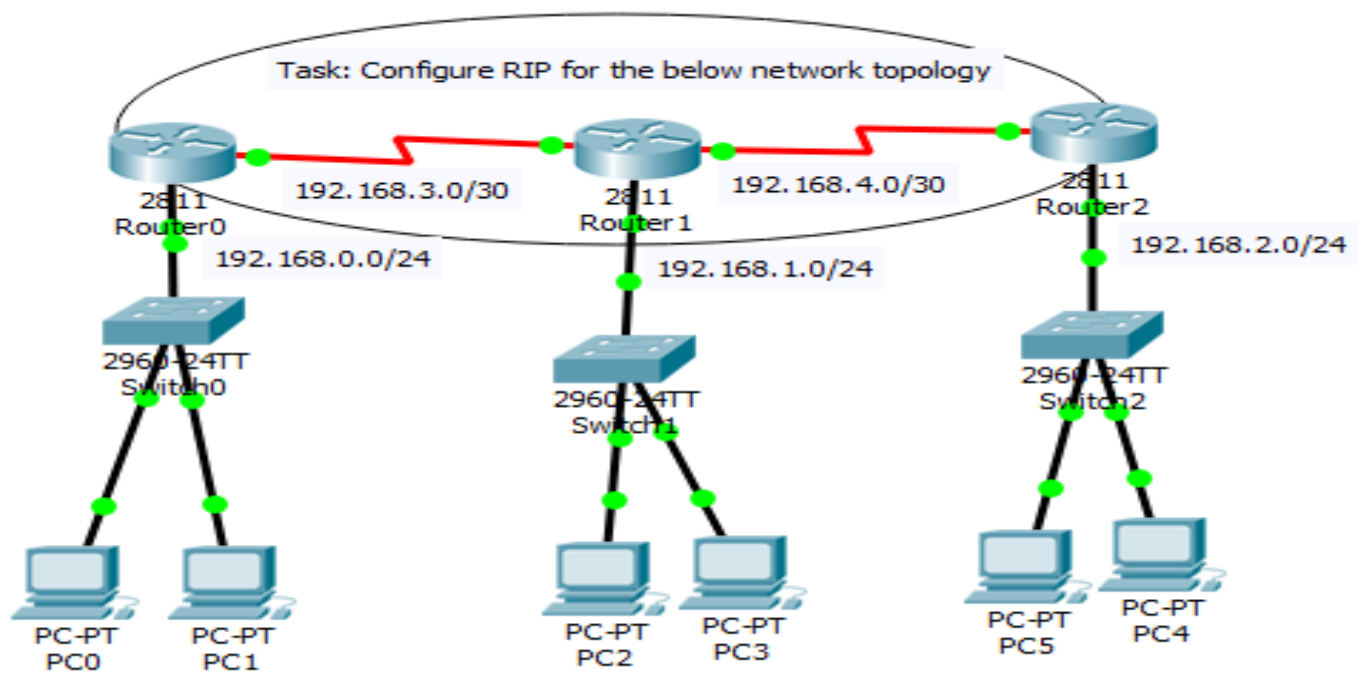 Task: Configure RIP for the below network topology
192.168.3.0/30
192.168.4.0/30
2811
Router0
2811
Router1
2811
Router2
192.168.0.0/24
192.168.1.0/24
192.168.2.0/24
2960-24TT
Switch0
2960-24TT
Switch1
2960-24TT
Switch2
PC-PT
PC0
PC-PT
PC1
PC-PT
PC2
PC-PT
PC3
PC-PT
PC5
PC-PT
PC4